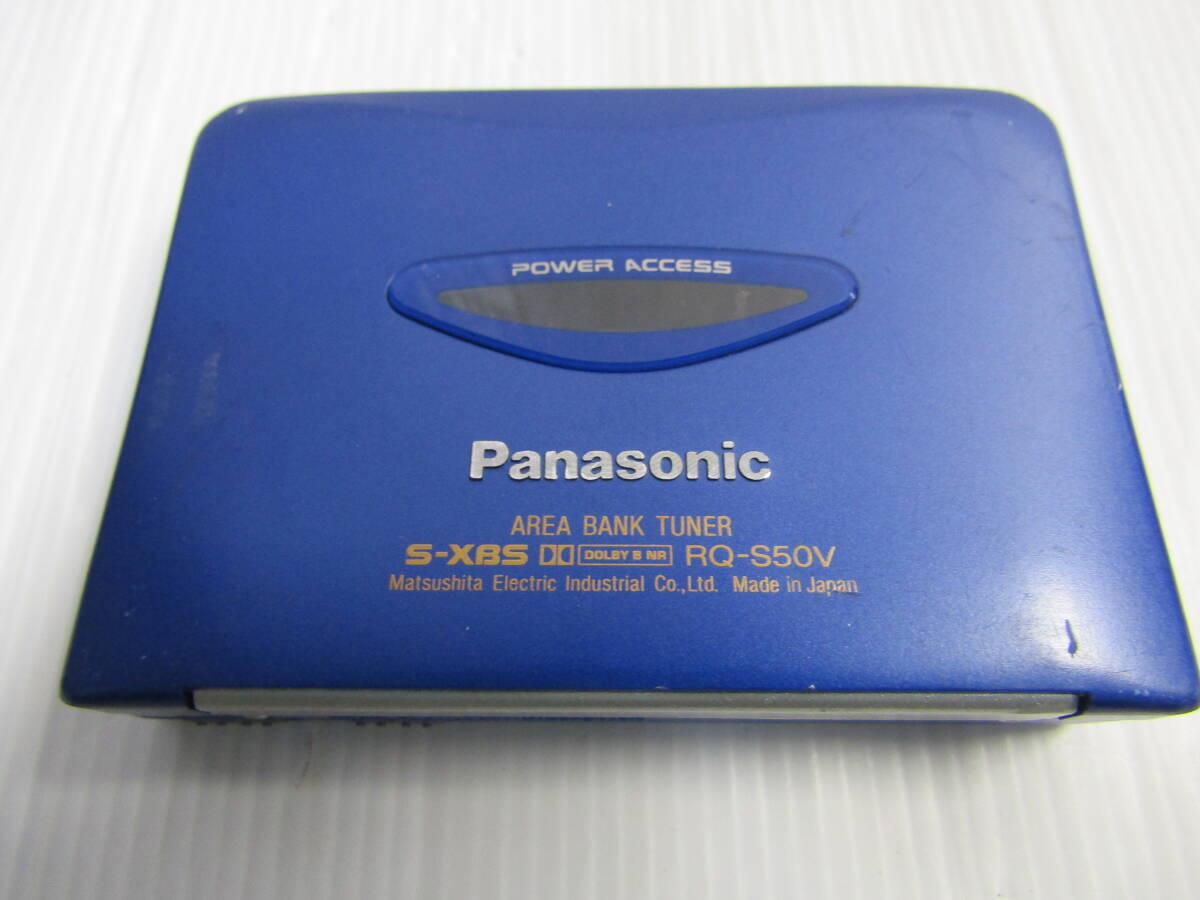 POWER ACCESS
Panasonic
AREA BANK TUNER
S-XBS DOLBY B NR RQ-S50V
Matsushita Electric Industrial Co.,Ltd. Made in Japan